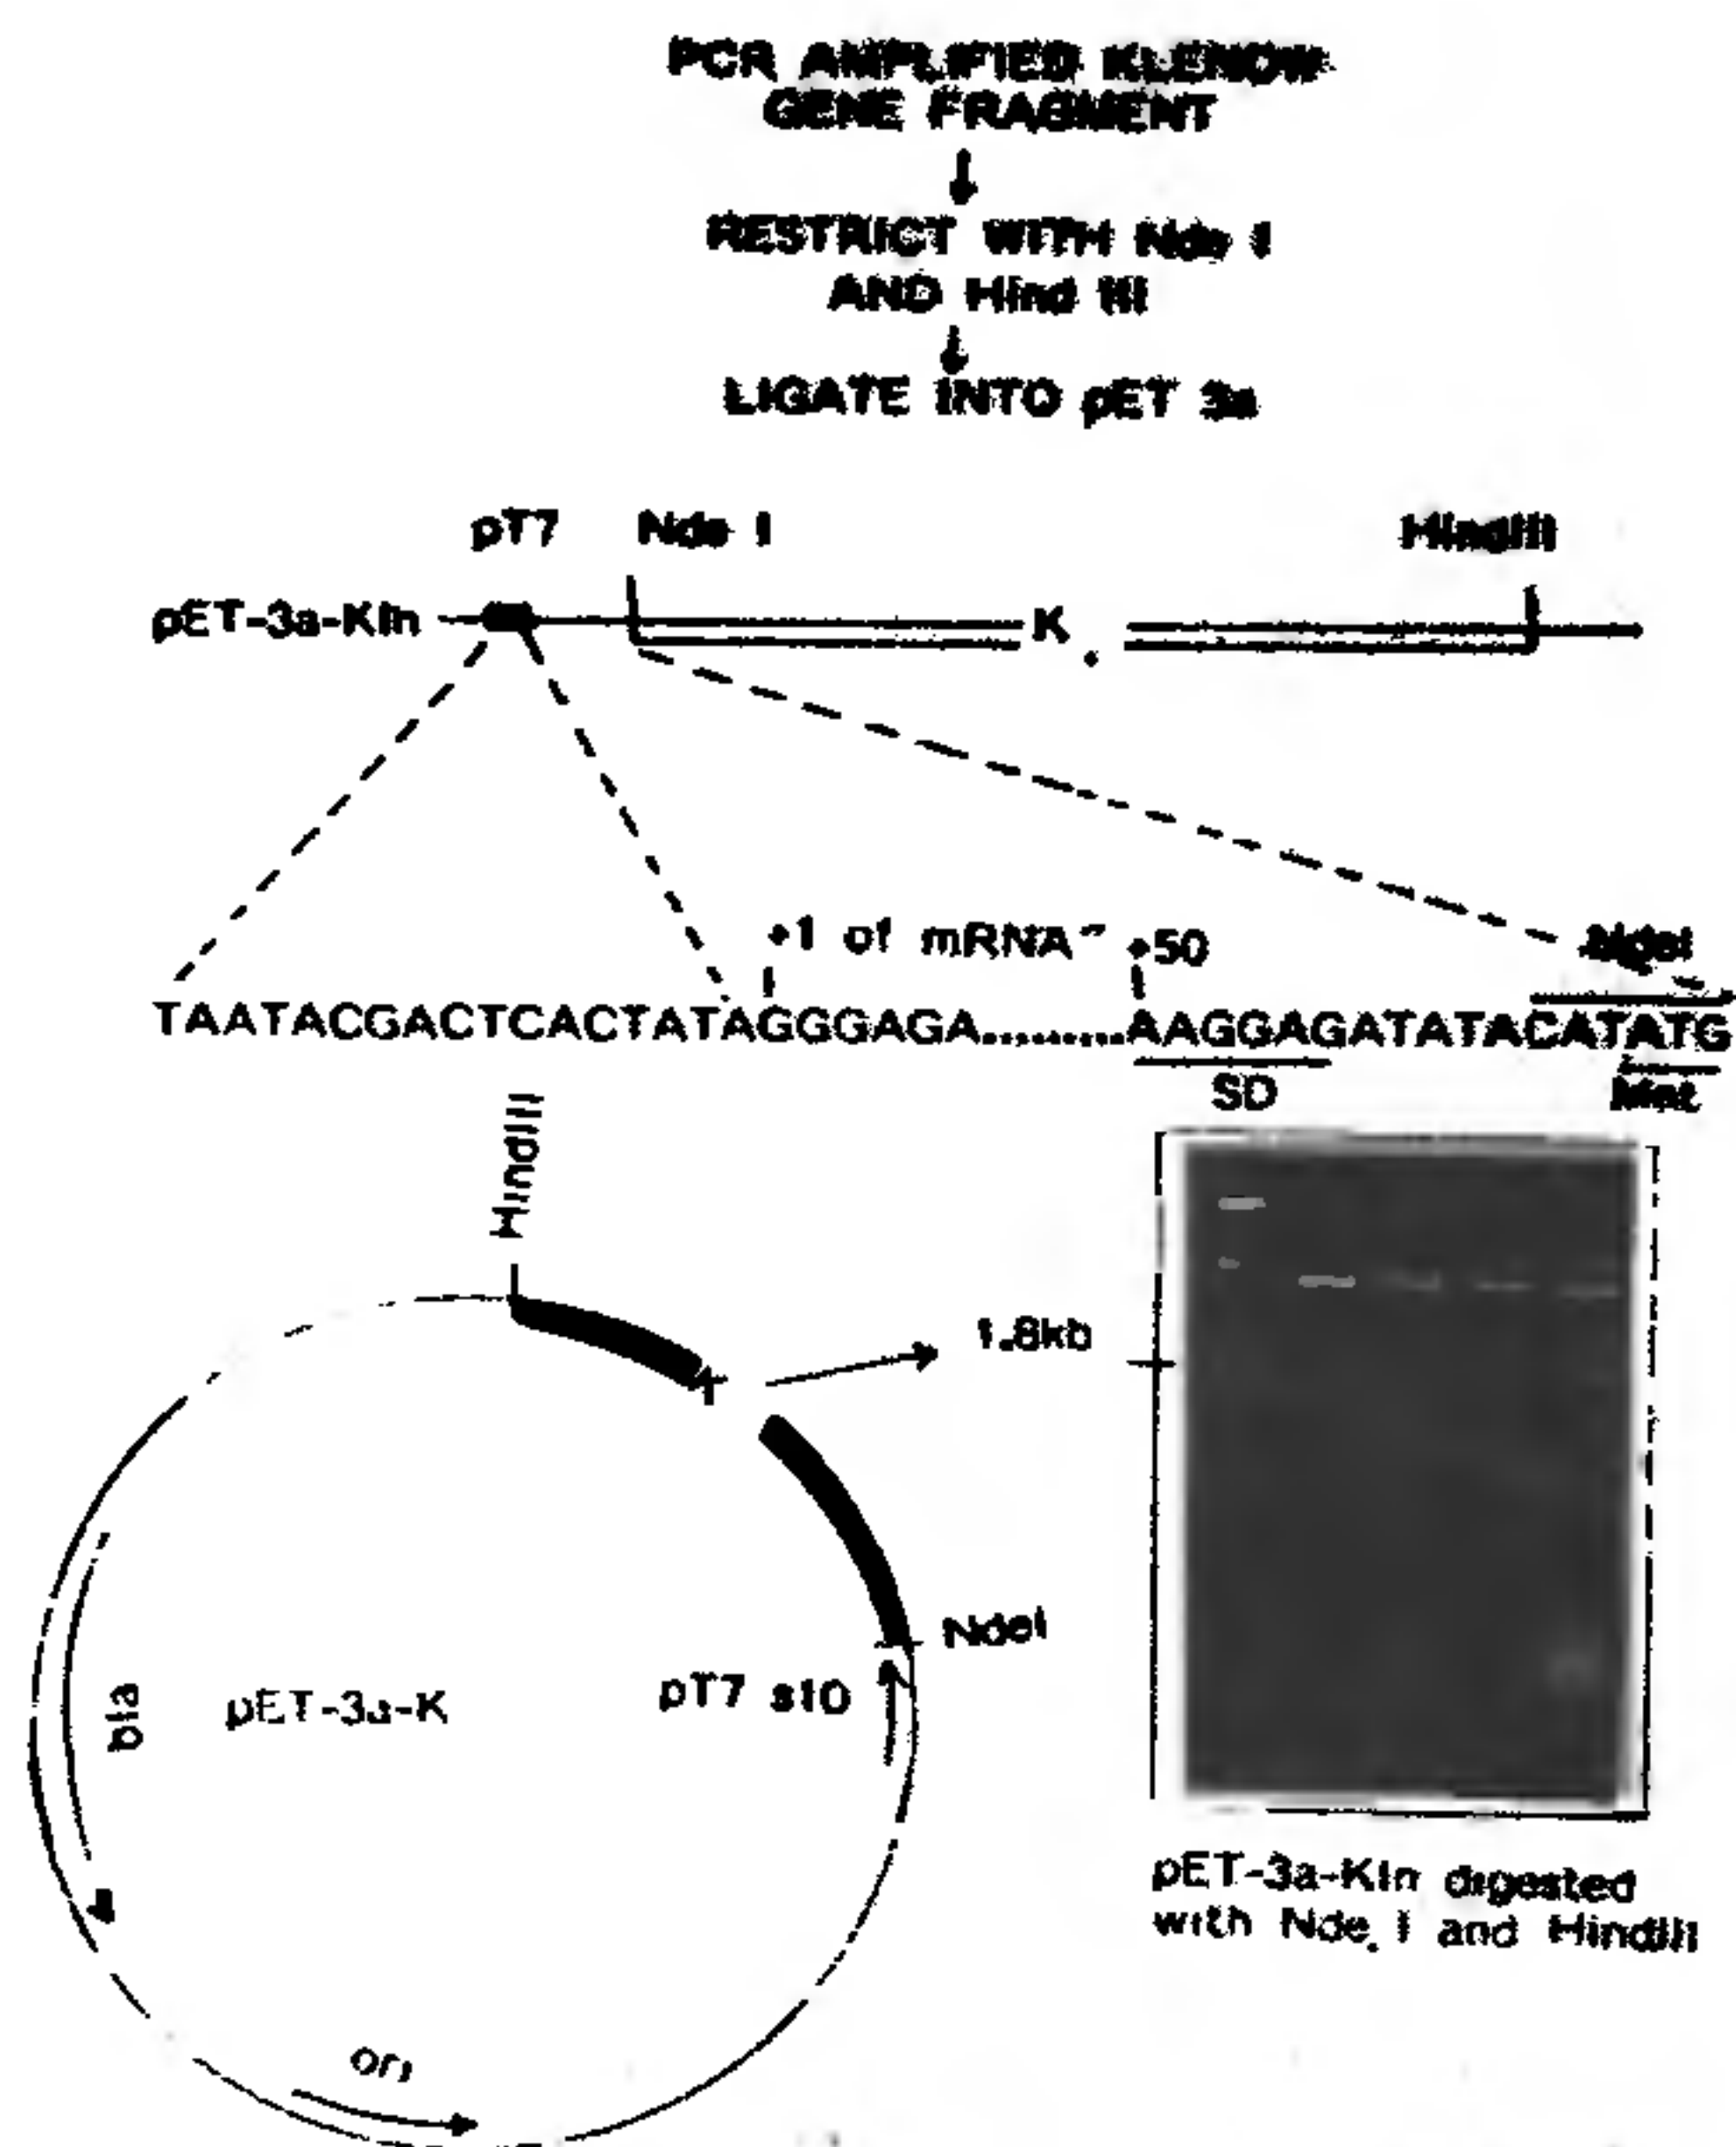 PCR AMPLIFIED KLENOW
GENE FRAGMENT
RESTRICT WITH Nde I
AND Hind III
LIGATE INTO pET 3a
pT7 Nde I HindIII
pET-3a-Kln K
+1 of mRNA +50 NdeI
TAATACGACTCACTATAGGGAGA..........AAGGAGATATACATATG
SD Met
HindIII
1.8kb
NdeI
pT7 s10
pET-3a-K
bla
ori
pET-3a-Kln digested
with Nde I and HindIII